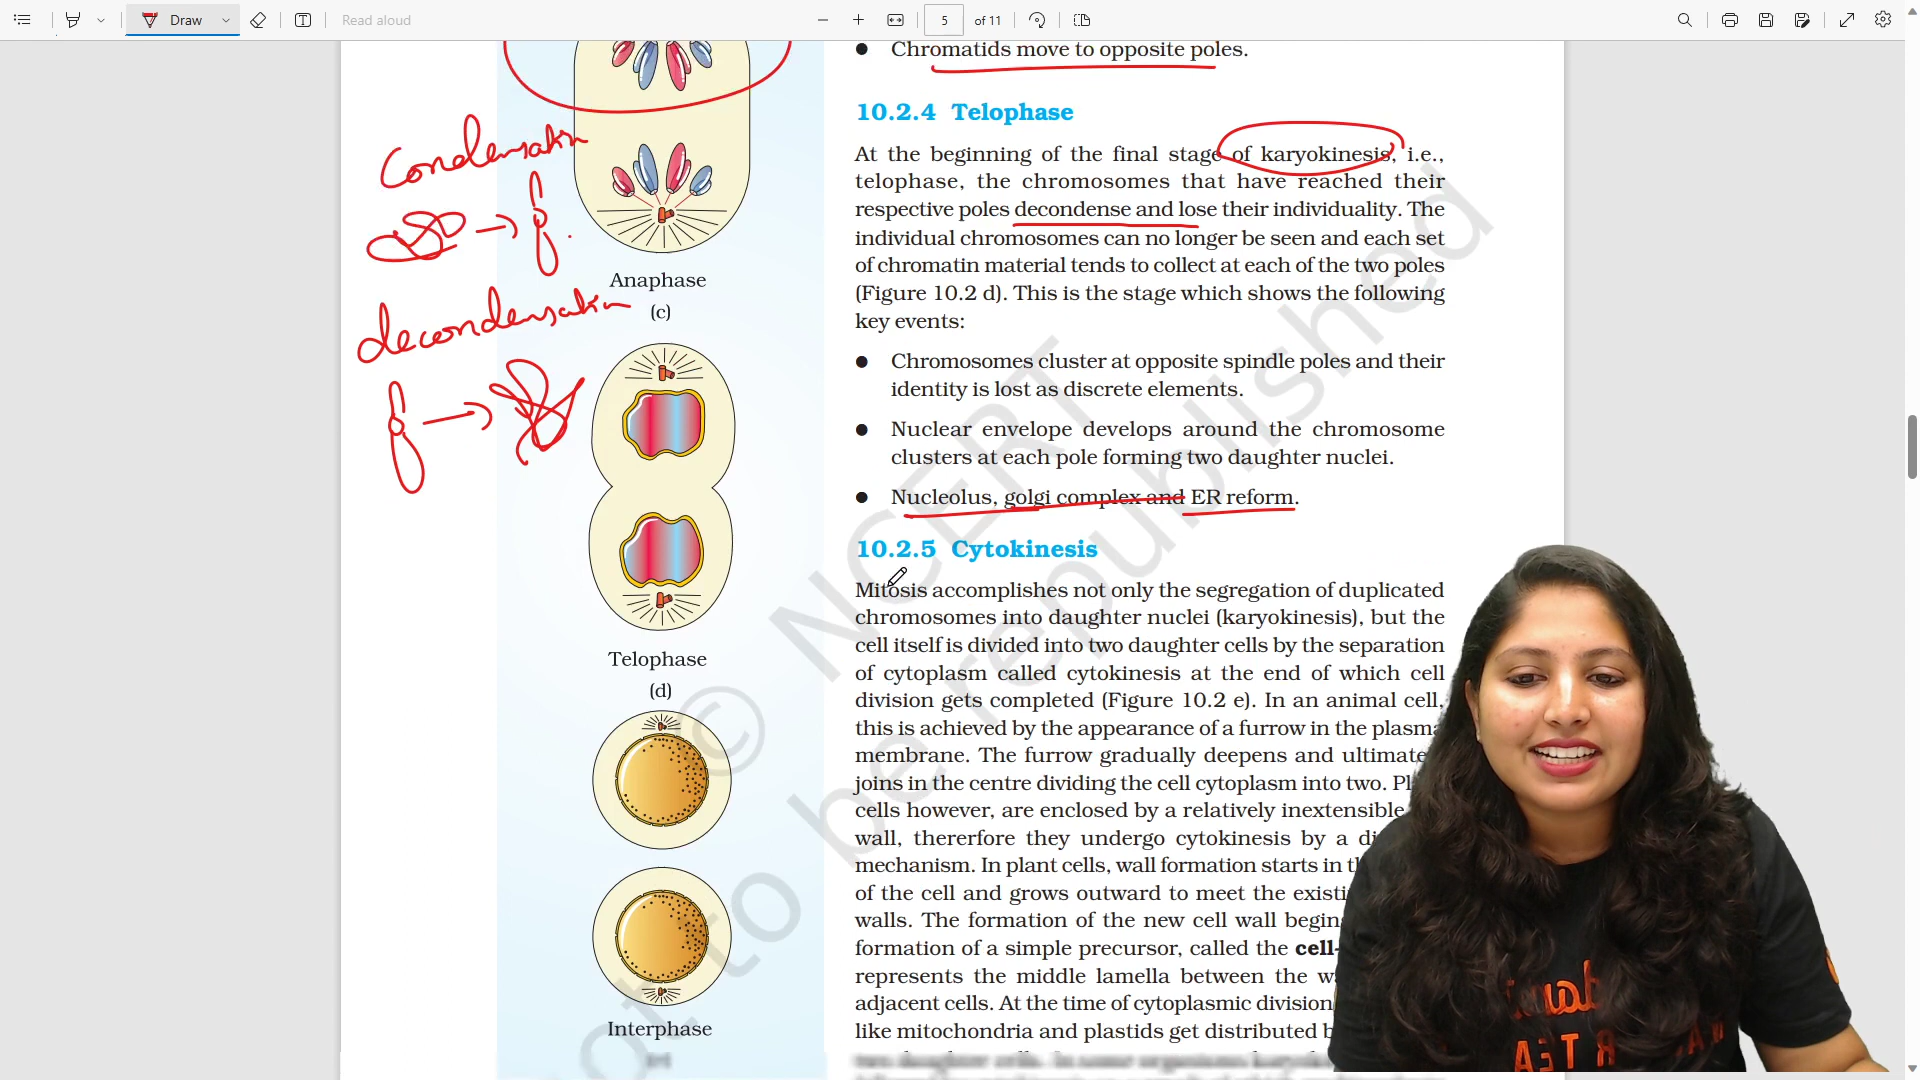 Draw
Read aloud
5
of 11
Chromatids move to opposite poles.
10.2.4 Telophase
At the beginning of the final stage of karyokinesis, i.e.,
telophase, the chromosomes that have reached their
respective poles decondense and lose their individuality. The
individual chromosomes can no longer be seen and each set
of chromatin material tends to collect at each of the two poles
(Figure 10.2 d). This is the stage which shows the following
key events:
Chromosomes cluster at opposite spindle poles and their
identity is lost as discrete elements.
Nuclear envelope develops around the chromosome
clusters at each pole forming two daughter nuclei.
Nucleolus, golgi complex and ER reform.
10.2.5 Cytokinesis
Mitosis accomplishes not only the segregation of duplicated
chromosomes into daughter nuclei (karyokinesis), but the
cell itself is divided into two daughter cells by the separation
of cytoplasm called cytokinesis at the end of which cell
division gets completed (Figure 10.2 e). In an animal cell,
this is achieved by the appearance of a furrow in the plasma
membrane. The furrow gradually deepens and
joins in the centre dividing the cell cytoplasm into two.
cells however, are enclosed by a relatively inextensible
wall, thererfore they undergo cytokinesis by a
mechanism. In plant cells, wall formation starts in
of the cell and grows outward to meet the
walls. The formation of the new cell wall
formation of a simple precursor, called the cell-
represents the middle lamella between the
adjacent cells. At the time of cytoplasmic division
like mitochondria and plastids get distributed
Condensation
decondensation
Anaphase
(c)
Telophase
(d)
Interphase
© NCERT
not to be republished